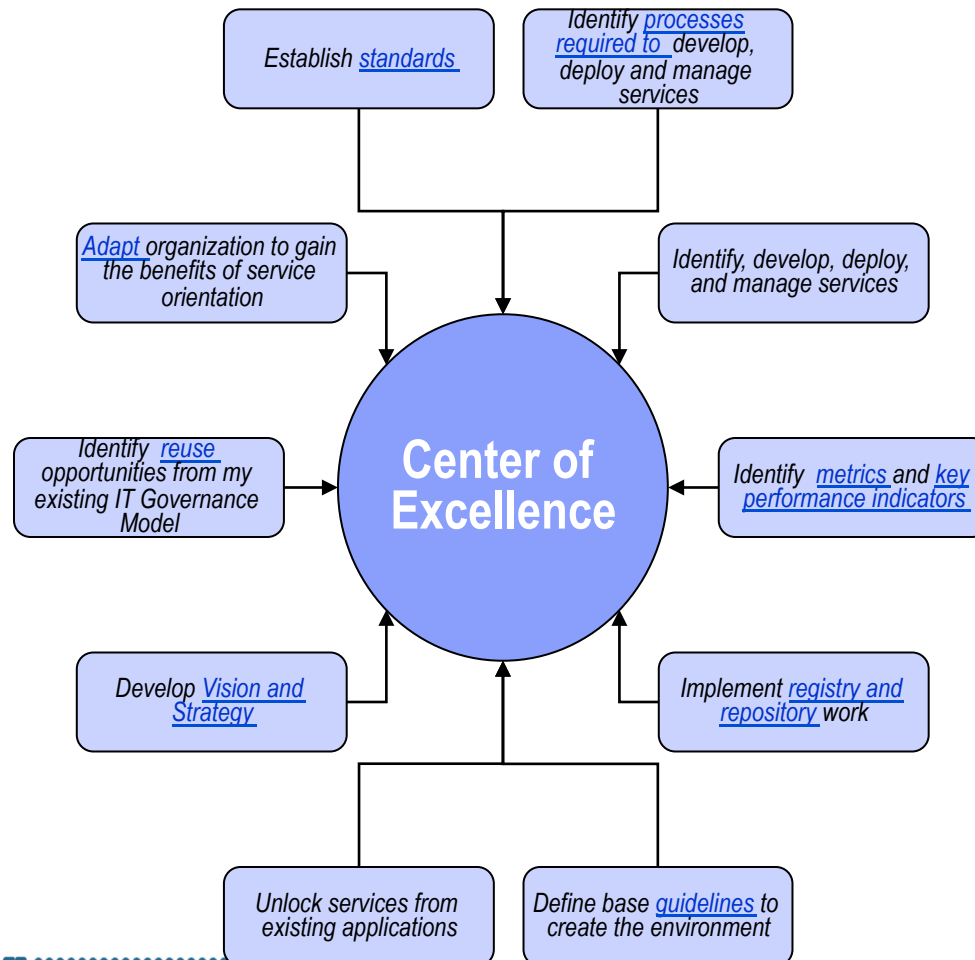 Establish standards
Identify processes
required to develop,
deploy and manage
services
Adapt organization to gain
the benefits of service
orientation
Identify, develop, deploy,
and manage services
Center of
Excellence
Identify reuse
opportunities from my
existing IT Governance
Model
Identify metrics and key
performance indicators
Develop Vision and
Strategy
Implement registry and
repository work
Unlock services from
existing applications
Define base guidelines to
create the environment